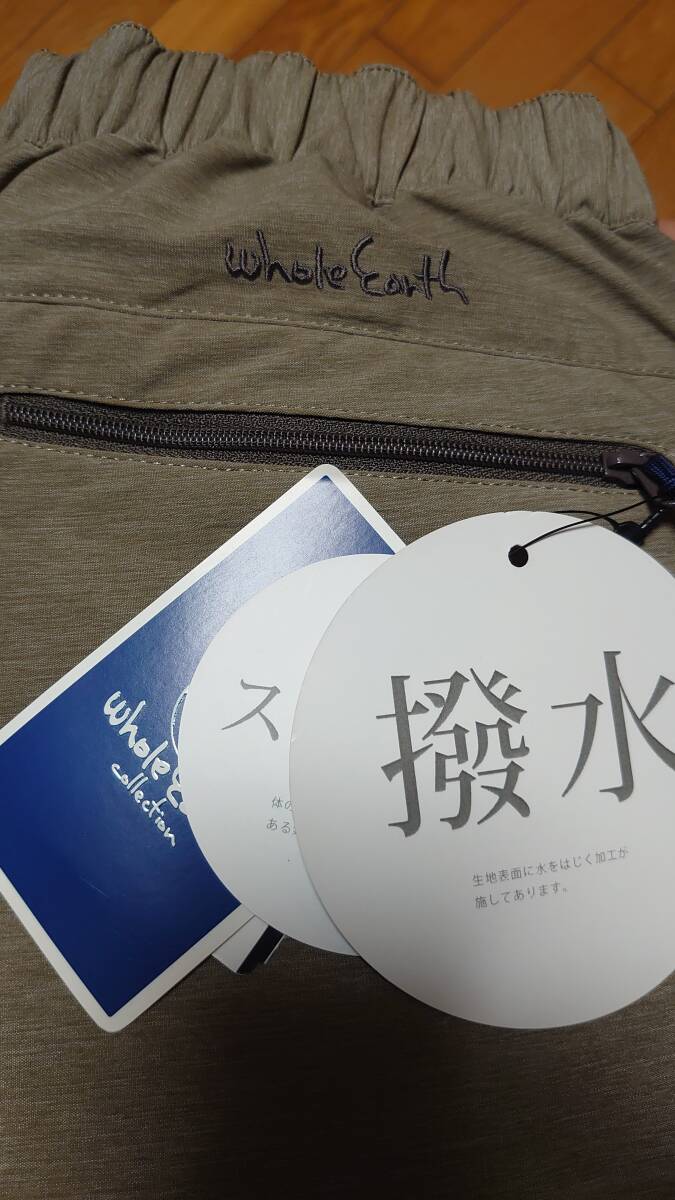 whole Earth
whole E
collection
ス
体の
ある
撥水
生地表面に水をはじく加工が
施してあります。